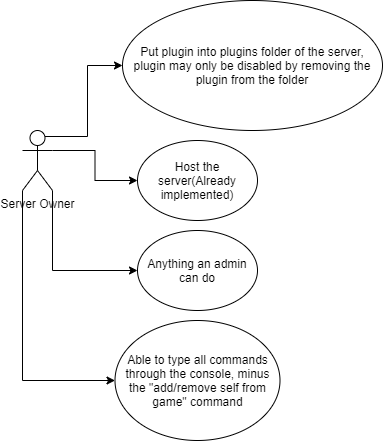 Put plugin into plugins folder of the server,
plugin may only be disabled by removing the
plugin from the folder
Host the
server(Already
implemented)
Server Owner
Anything an admin
can do
Able to type all commands
through the console, minus
the "add/remove self from
game" command